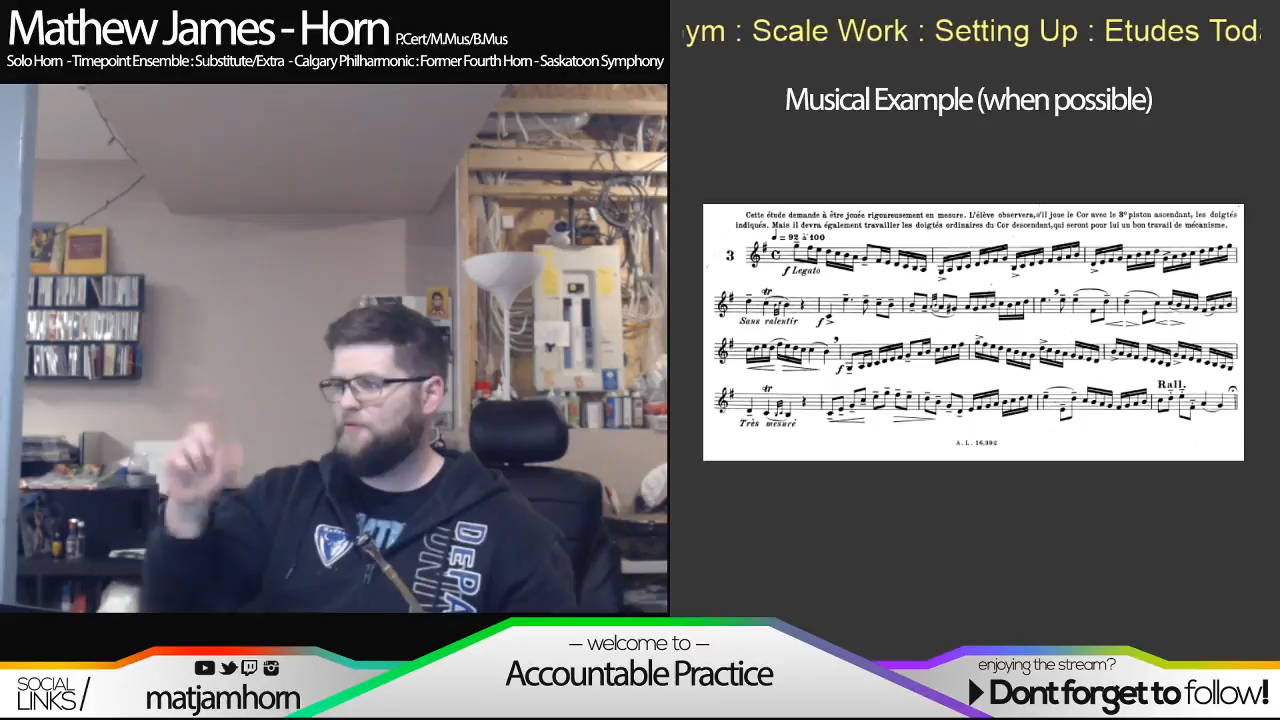 Mathew James - Horn P.Cert/M.Mus/B.Mus
Solo Horn - Timepoint Ensemble : Substitute/Extra - Calgary Philharmonic : Former Fourth Horn - Saskatoon Symphony
ym : Scale Work : Setting Up : Etudes Tod
Musical Example (when possible)
Cette étude demande à être jouée rigoureusement en mesure. L'élève observera, s'il joue le Cor avec le 3e piston ascendant, les doigtés
indiqués. Mais il devra également travailler les doigtés ordinaires du Cor descendant, qui seront pour lui un bon travail de mécanisme.
♩ = 92 à 100
3
f Legato
tr
Sans ralentir f
f
tr Rall.
Très mesuré
A. L. 16,392
DEPA
UNI
— welcome to —
Accountable Practice
SOCIAL
LINKS /
matjamhorn
enjoying the stream?
Dont forget to follow!